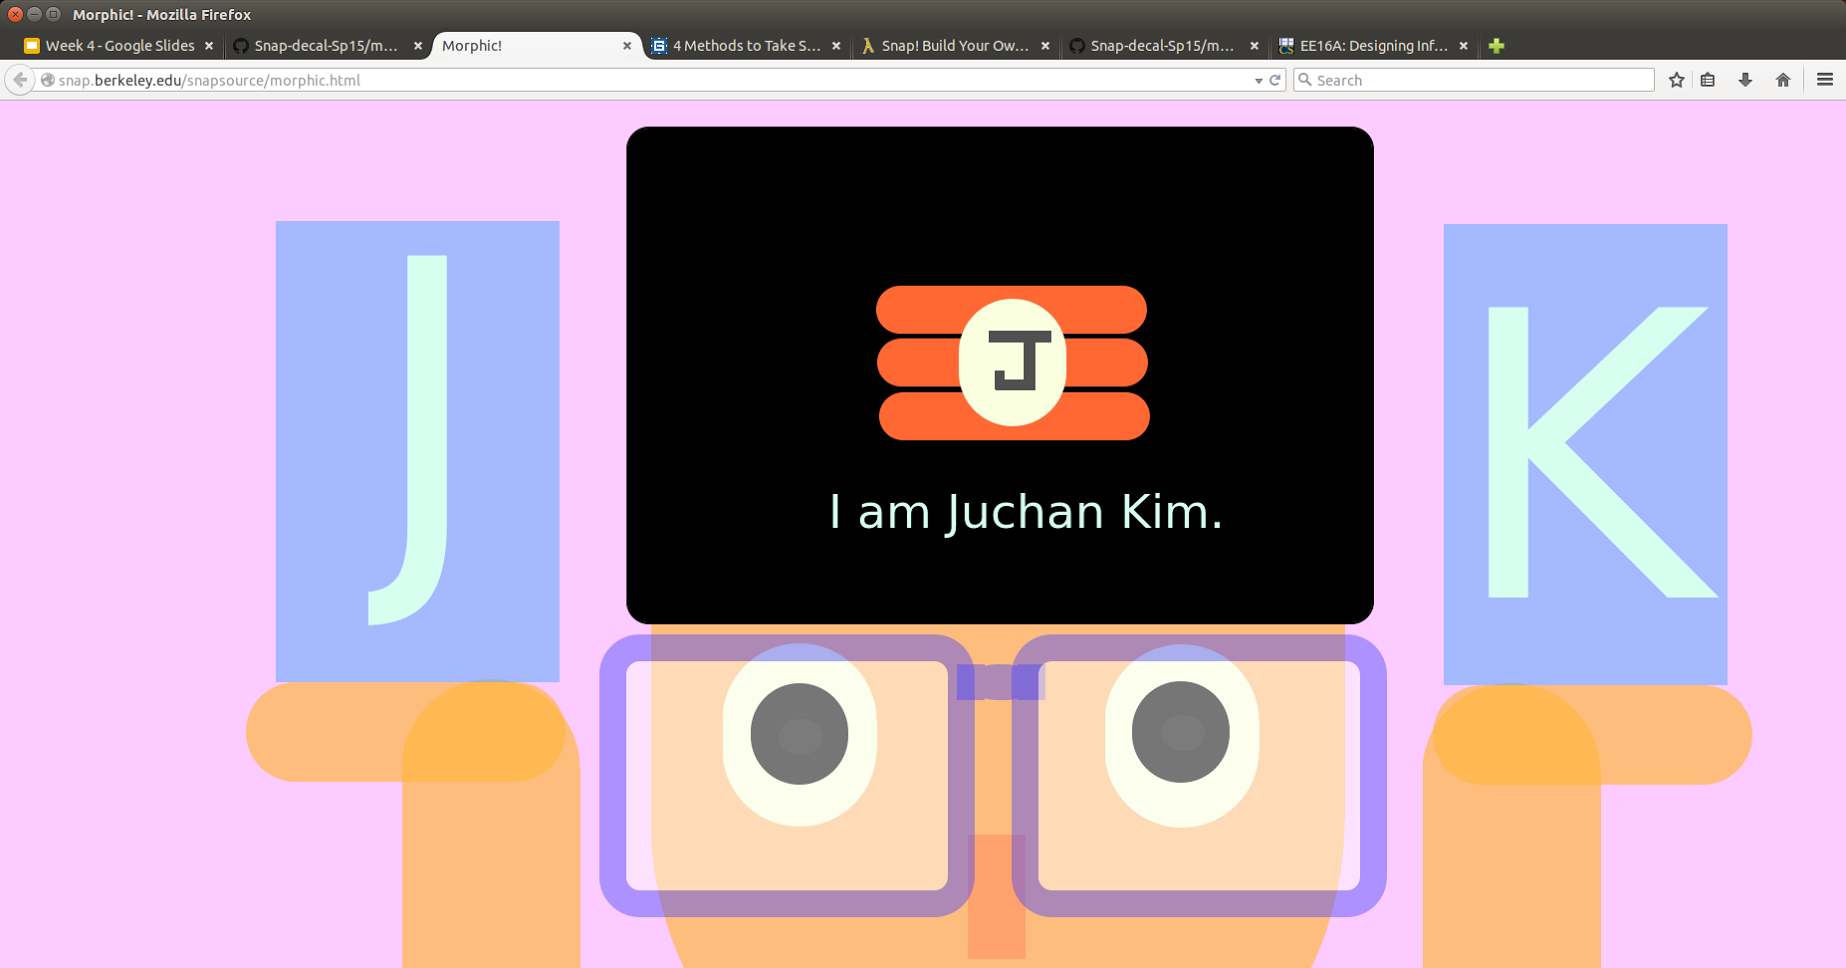 Morphic! - Mozilla Firefox
Week 4 - Google Slides
Snap-decal-Sp15/m...
Morphic!
4 Methods to Take S...
Snap! Build Your Ow...
Snap-decal-Sp15/m...
EE16A: Designing Inf...
snap.berkeley.edu/snapsource/morphic.html
Search
J
J
K
I am Juchan Kim.